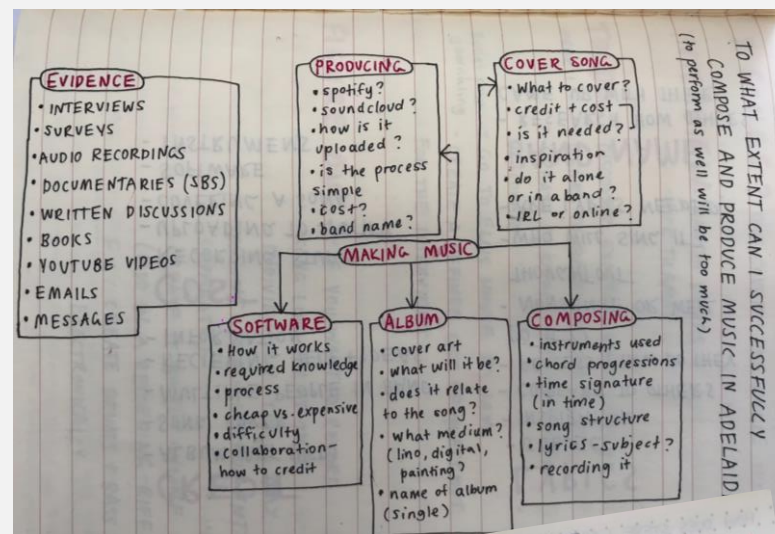 TO WHAT EXTENT CAN I SUCCESSFULLY
COMPOSE AND PRODUCE MUSIC IN ADELAID
(to perform as well will be too much)
EVIDENCE
• INTERVIEWS
• SURVEYS
• AUDIO RECORDINGS
• DOCUMENTARIES (SBS)
• WRITTEN DISCUSSIONS
• BOOKS
• YOUTUBE VIDEOS
• EMAILS
• MESSAGES
PRODUCING
• spotify?
• soundcloud?
• how is it
uploaded?
• is the process
simple
• cost?
• band name?
COVER SONG
• What to cover?
• credit + cost
• is it needed?
• inspiration
• do it alone
or in a band?
• IRL or online?
MAKING MUSIC
SOFTWARE
• How it works
• required knowledge
• process
• cheap vs. expensive
• difficulty
• collaboration-
how to credit
ALBUM
• cover art
• what will it be?
• does it relate
to the song?
• what medium?
(lino, digital,
painting?
• name of album
(single)
COMPOSING
• instruments used
• chord progressions
• time signature
(in time)
• song structure
• lyrics - subject?
• recording it